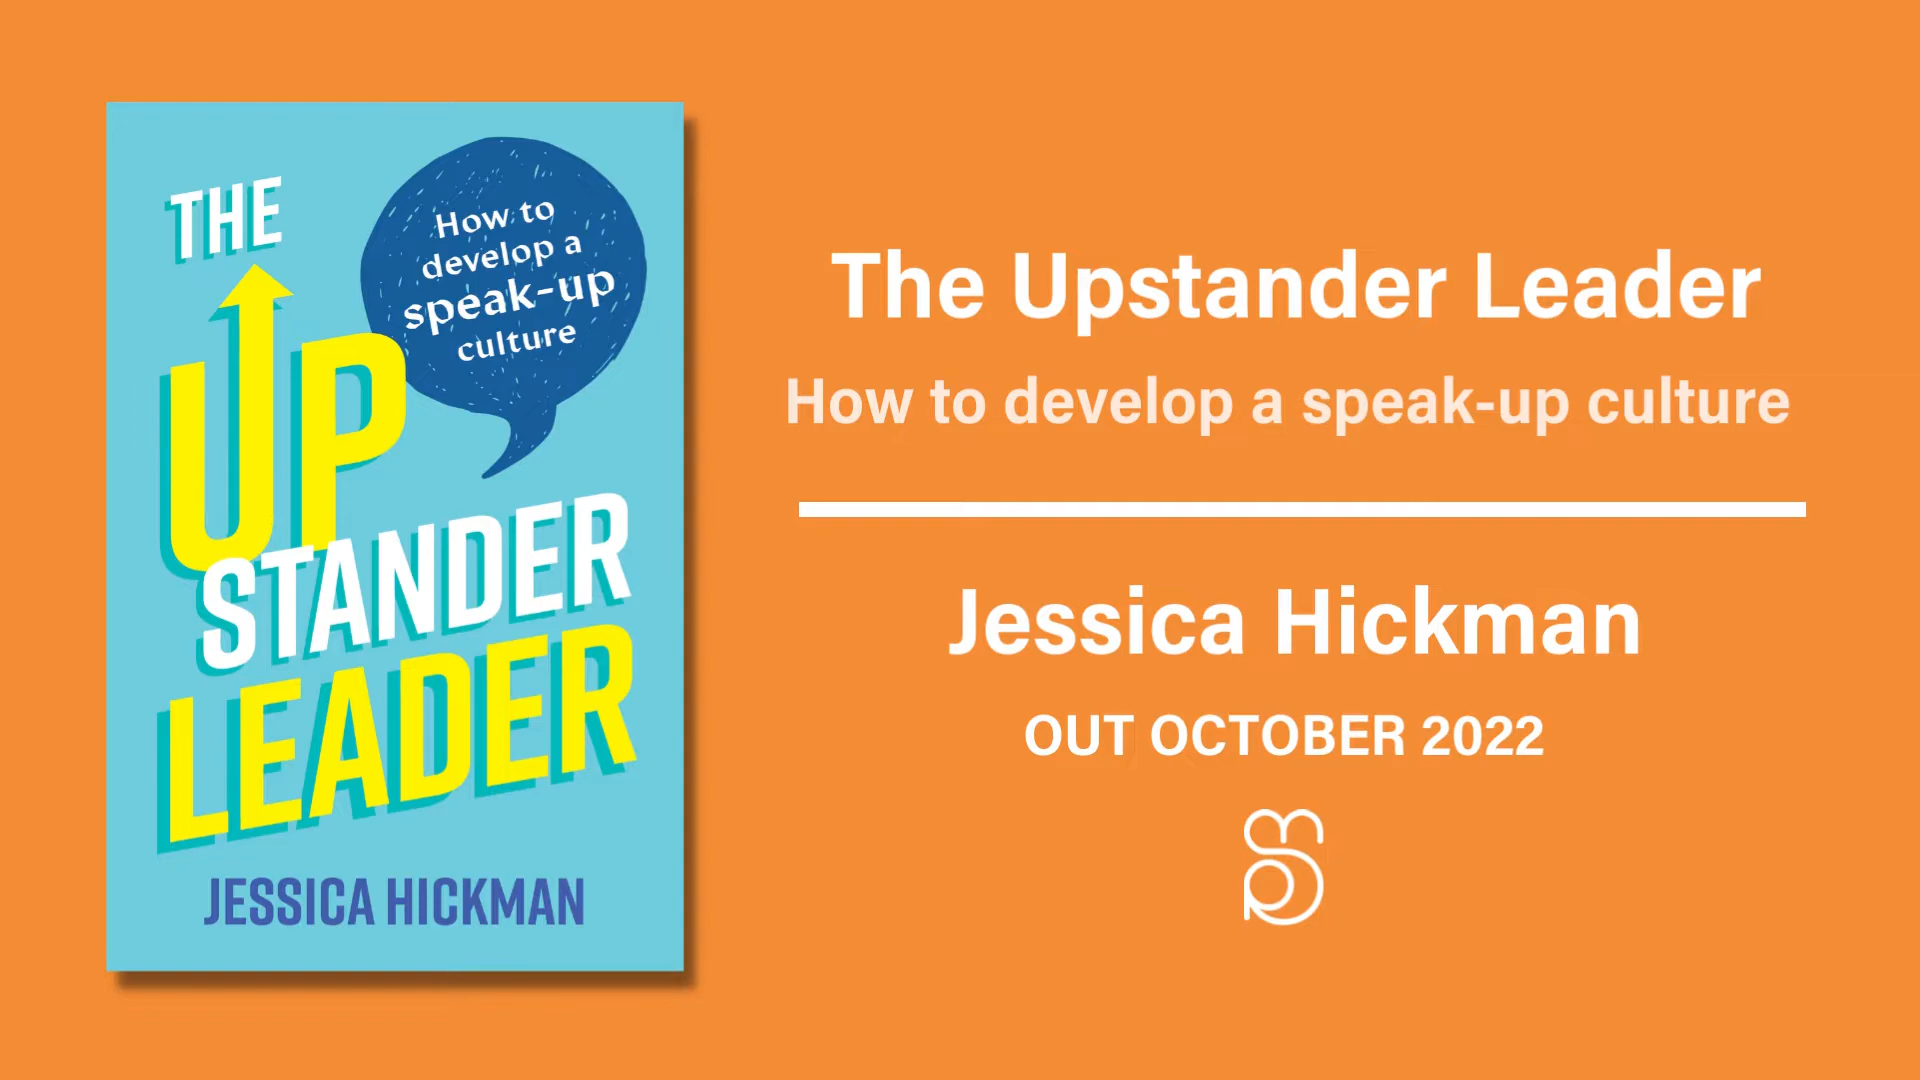 THE
UP
STANDER
LEADER
How to
develop a
speak-up
culture
JESSICA HICKMAN
The Upstander Leader
How to develop a speak-up culture
Jessica Hickman
OUT OCTOBER 2022